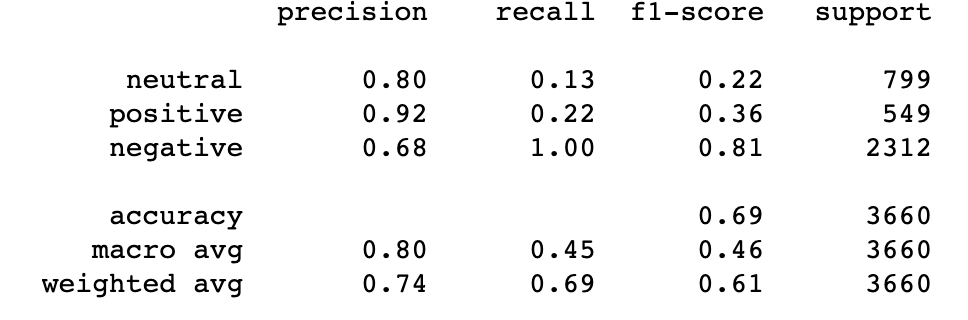 precision recall f1-score support
neutral 0.80 0.13 0.22 799
positive 0.92 0.22 0.36 549
negative 0.68 1.00 0.81 2312
accuracy 0.69 3660
macro avg 0.80 0.45 0.46 3660
weighted avg 0.74 0.69 0.61 3660